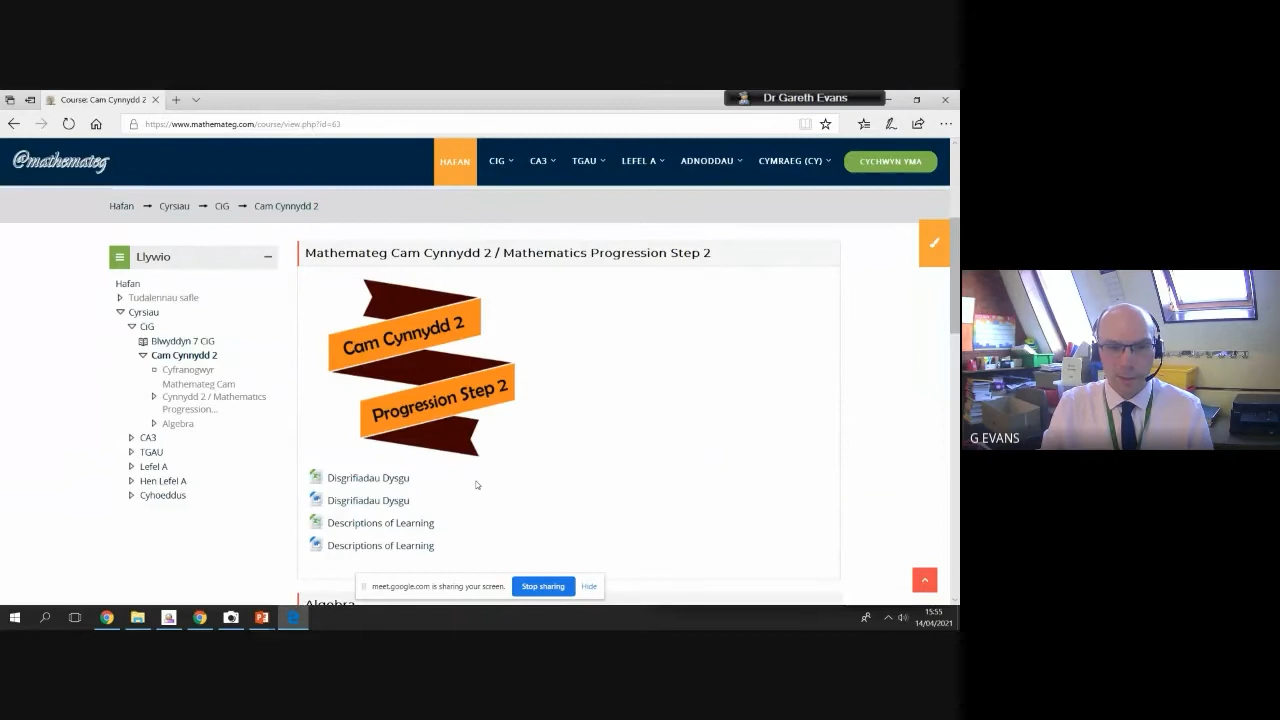 Course: Cam Cynnydd 2
Dr Gareth Evans
https://www.mathemateg.com/course/view.php?id=63
@mathemateg
HAFAN
CIG
CA3
TGAU
LEFEL A
ADNODDAU
CYMRAEG (CY)
CYCHWYN YMA
Hafan → Cyrsiau → CiG → Cam Cynnydd 2
Llywio
Hafan
Tudalennau safle
Cyrsiau
CiG
Blwyddyn 7 CiG
Cam Cynnydd 2
Cyfranogwyr
Mathemateg Cam
Cynnydd 2 / Mathematics
Progression...
Algebra
CA3
TGAU
Lefel A
Hen Lefel A
Cyhoeddus
Mathemateg Cam Cynnydd 2 / Mathematics Progression Step 2
Cam Cynnydd 2
Progression Step 2
Disgrifiadau Dysgu
Disgrifiadau Dysgu
Descriptions of Learning
Descriptions of Learning
meet.google.com is sharing your screen.
Stop sharing
Hide
Algebra
15:55
14/04/2021
G EVANS